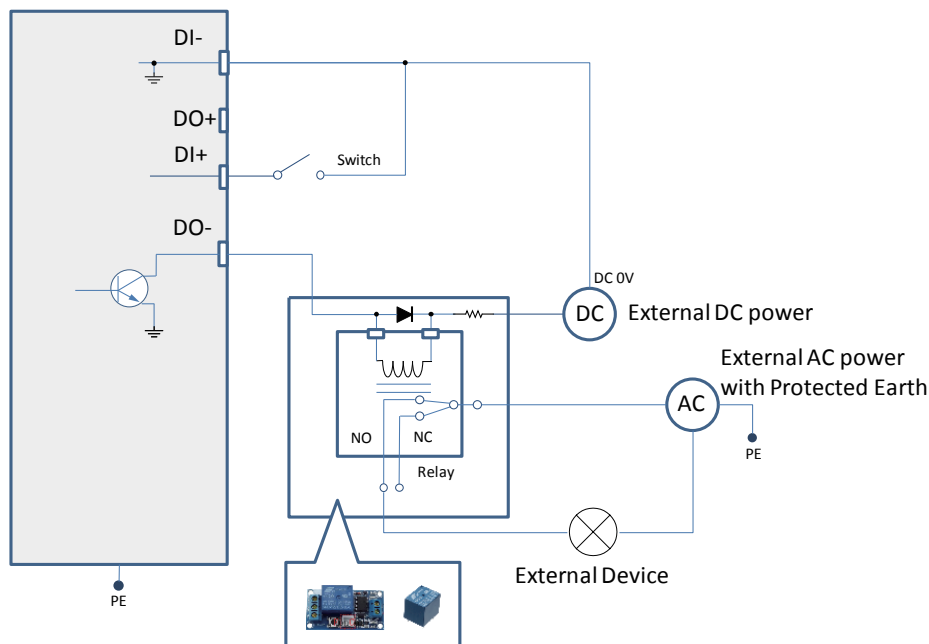 DI-
DO+
DI+
Switch
DO-
DC 0V
DC
External DC power
External AC power
with Protected Earth
AC
PE
NO
NC
Relay
External Device
PE